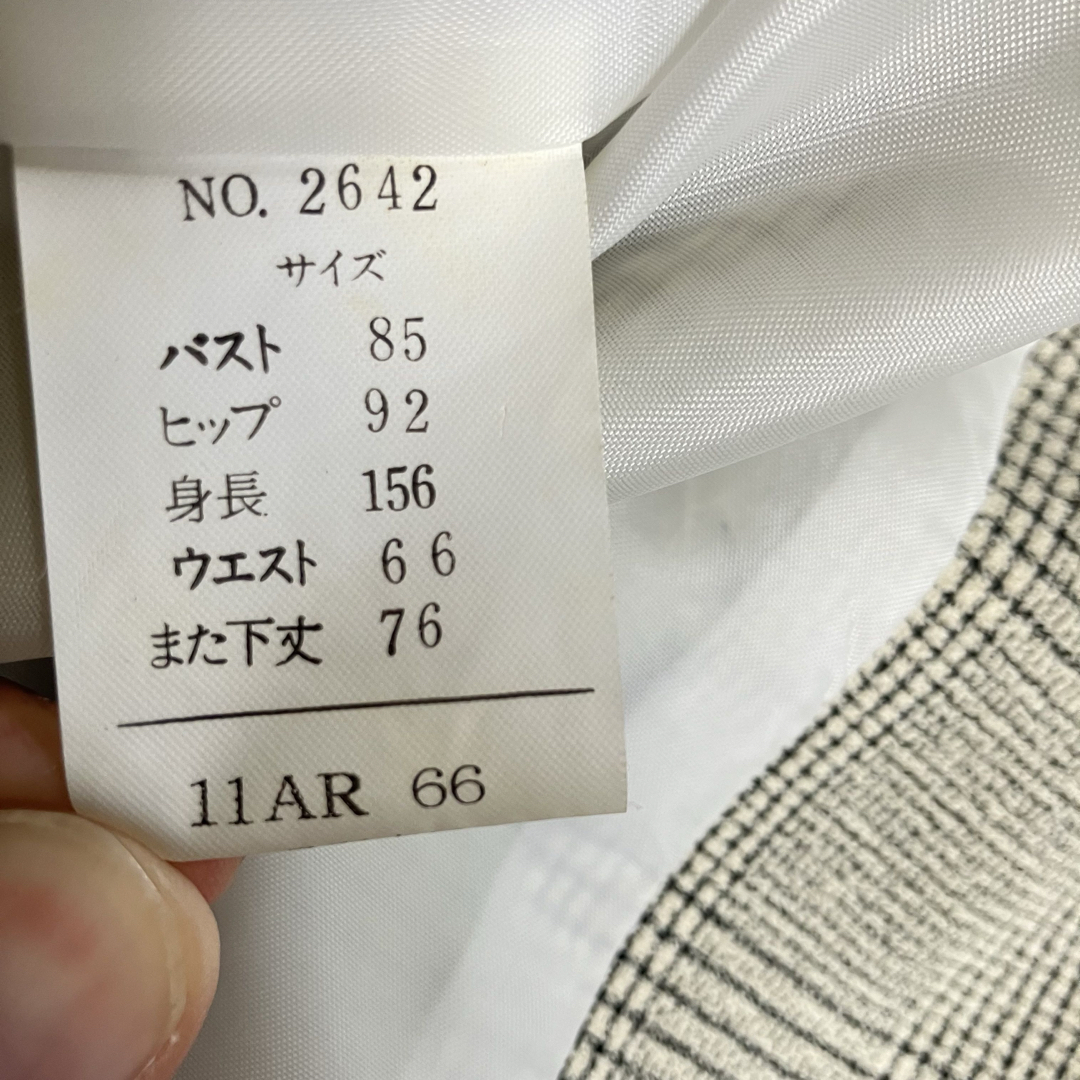 NO. 2642
サイズ
バスト 85
ヒップ 92
身長 156
ウエスト 66
また下丈 76
11AR 66